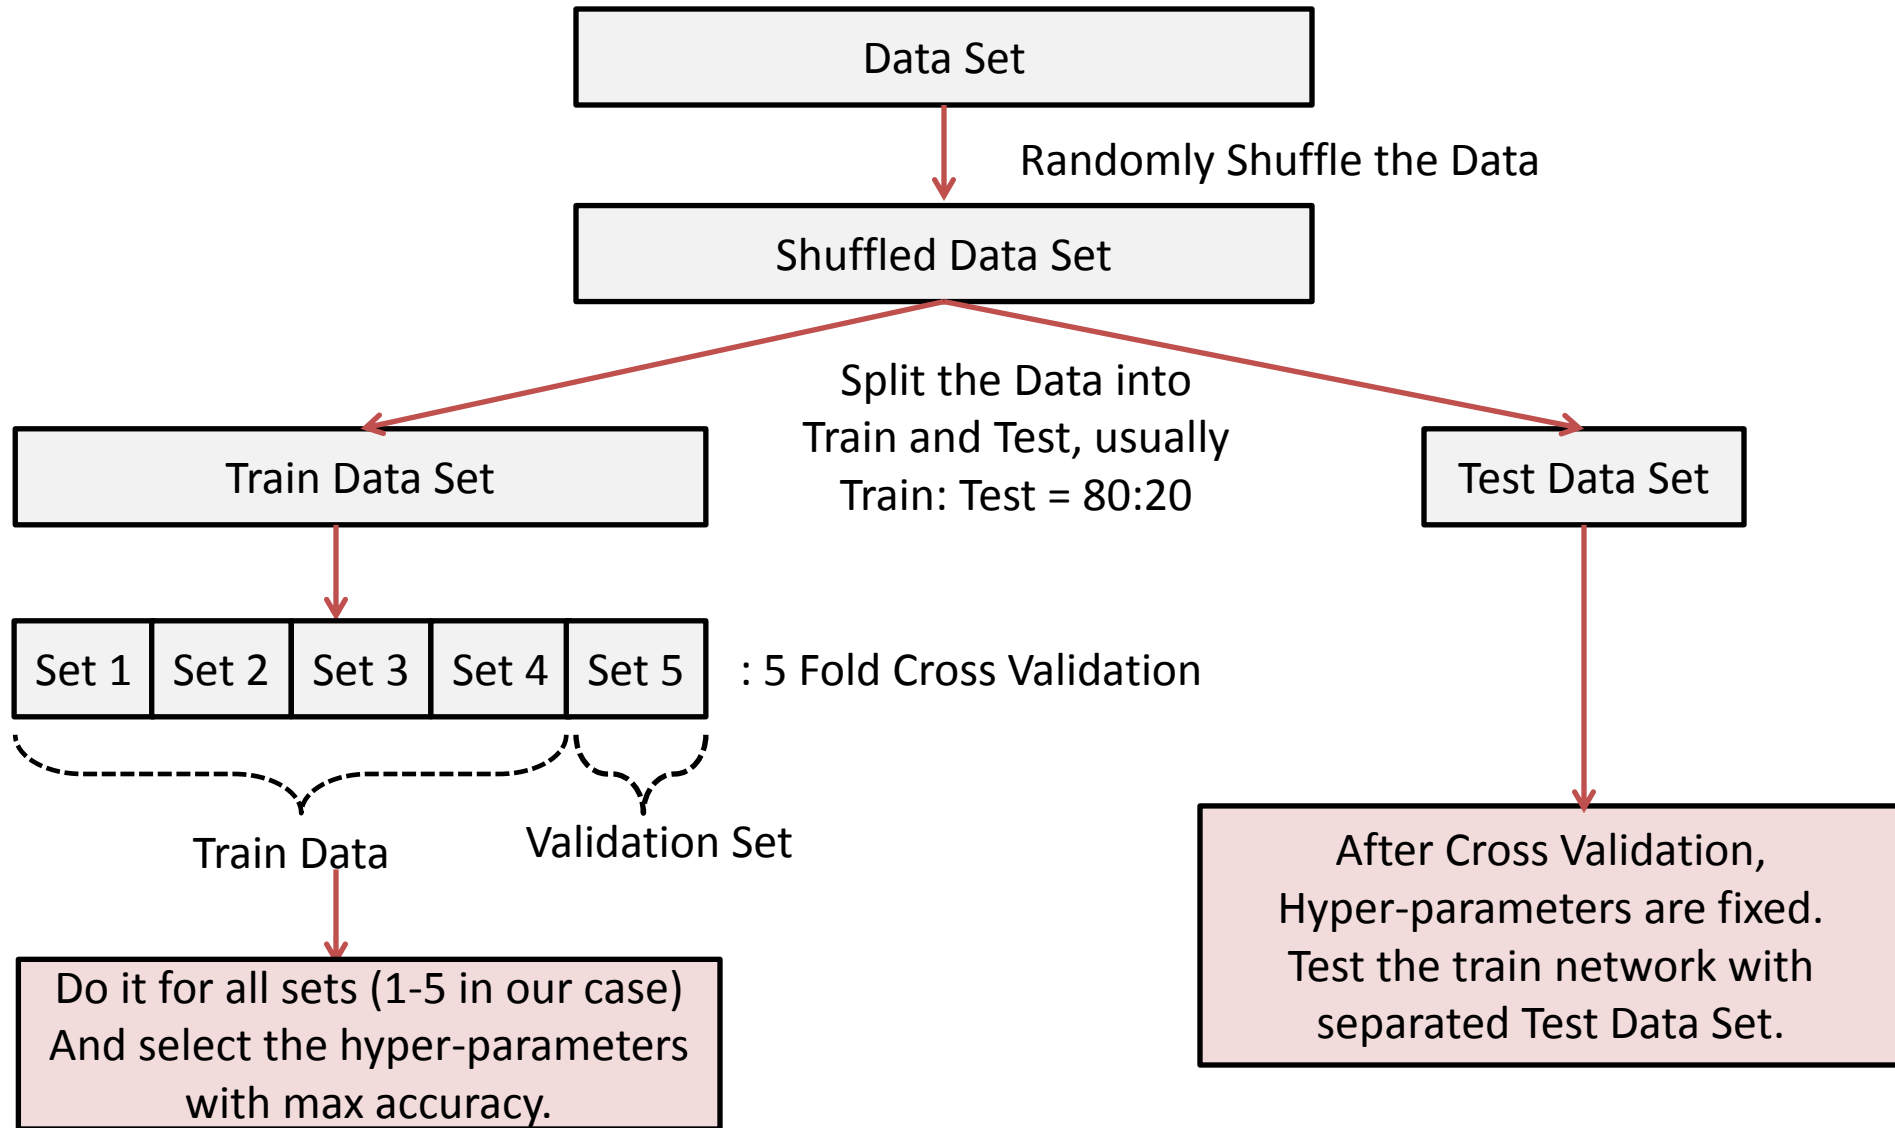 Data Set
Randomly Shuffle the Data
Shuffled Data Set
Split the Data into
Train and Test, usually
Train: Test = 80:20
Train Data Set
Test Data Set
Set 1 Set 2 Set 3 Set 4 Set 5 : 5 Fold Cross Validation
Train Data
Validation Set
Do it for all sets (1-5 in our case)
And select the hyper-parameters
with max accuracy.
After Cross Validation,
Hyper-parameters are fixed.
Test the train network with
separated Test Data Set.